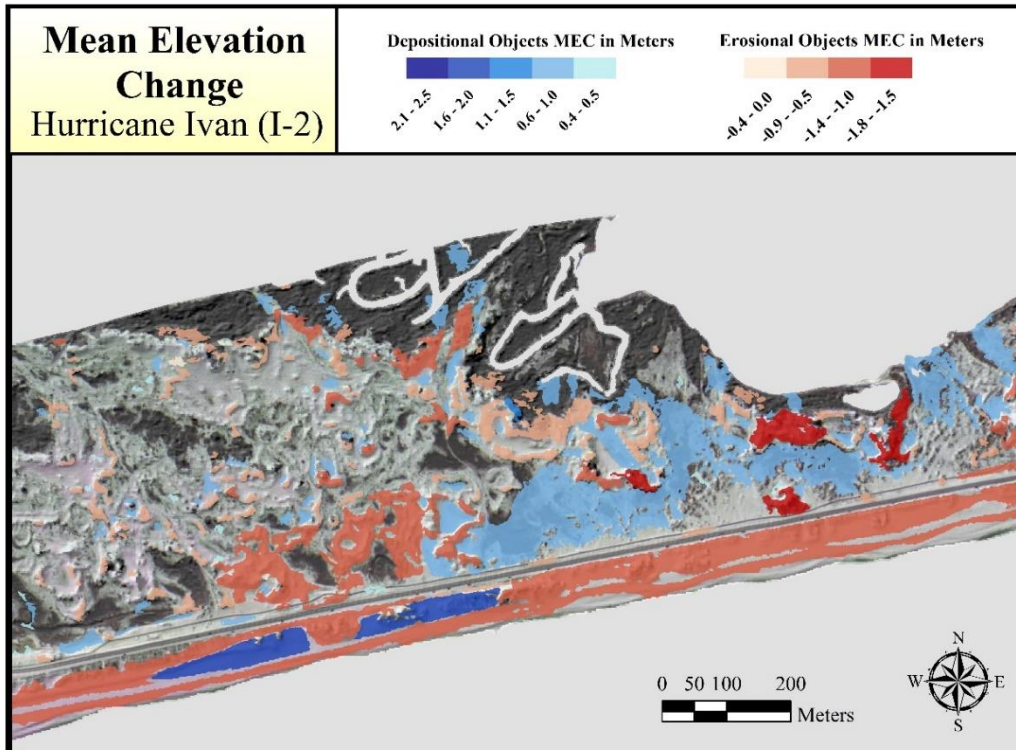 Mean Elevation
Change
Hurricane Ivan (I-2)
Depositional Objects MEC in Meters
2.1 - 2.5
1.6 - 2.0
1.1 - 1.5
0.6 - 1.0
0.4 - 0.5
Erosional Objects MEC in Meters
-0.4 - 0.0
-0.9 - -0.5
-1.4 - -1.0
-1.8 - -1.5
N
W E
S
0 50 100 200
Meters